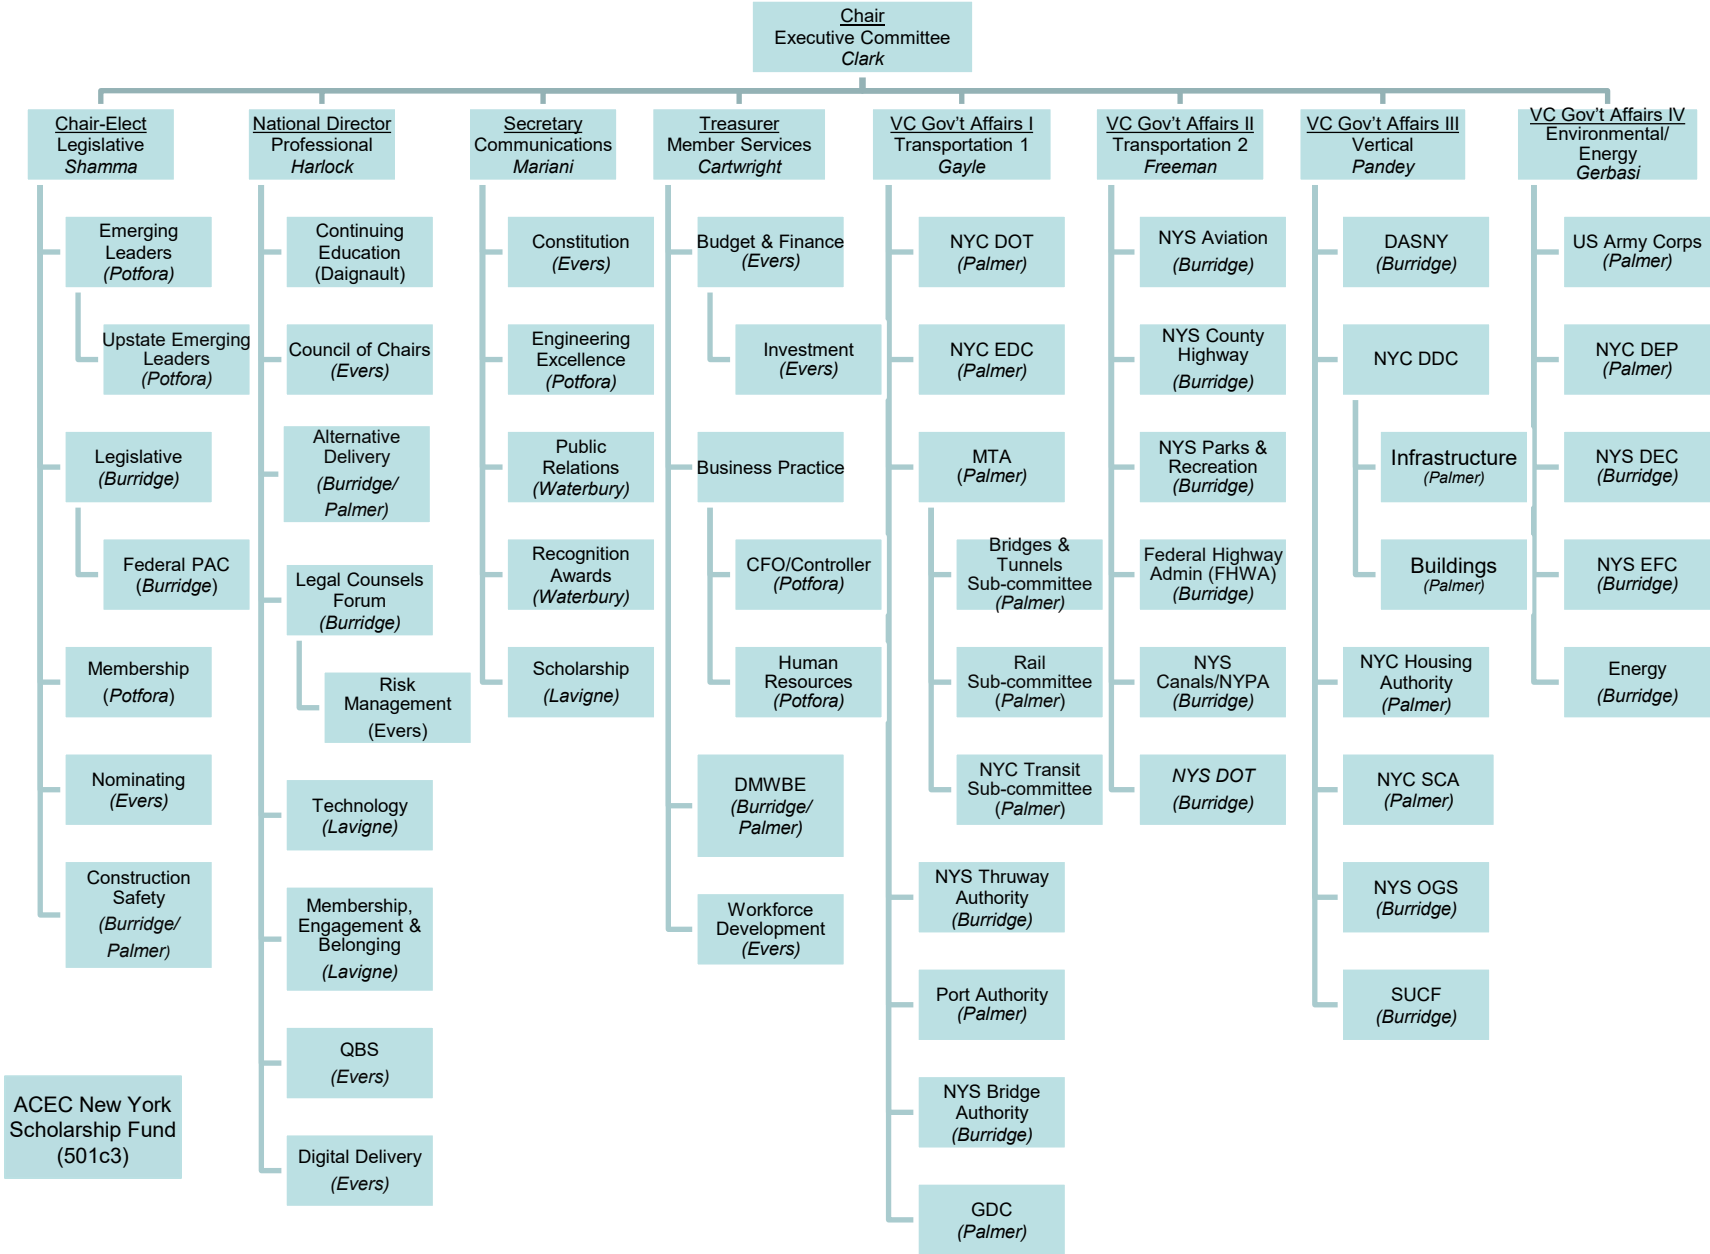 Chair
Executive Committee
Clark
Chair-Elect
Legislative
Shamma
Emerging
Leaders
(Potfora)
Upstate Emerging
Leaders
(Potfora)
Legislative
(Burridge)
Federal PAC
(Burridge)
Membership
(Potfora)
Nominating
(Evers)
Construction
Safety
(Burridge/
Palmer)
National Director
Professional
Harlock
Continuing
Education
(Daignault)
Council of Chairs
(Evers)
Alternative
Delivery
(Burridge/
Palmer)
Legal Counsels
Forum
(Burridge)
Risk
Management
(Evers)
Technology
(Lavigne)
Membership,
Engagement &
Belonging
(Lavigne)
QBS
(Evers)
Digital Delivery
(Evers)
Secretary
Communications
Mariani
Constitution
(Evers)
Engineering
Excellence
(Potfora)
Public
Relations
(Waterbury)
Recognition
Awards
(Waterbury)
Scholarship
(Lavigne)
Treasurer
Member Services
Cartwright
Budget & Finance
(Evers)
Investment
(Evers)
Business Practice
CFO/Controller
(Potfora)
Human
Resources
(Potfora)
DMWBE
(Burridge/
Palmer)
Workforce
Development
(Evers)
VC Gov't Affairs I
Transportation 1
Gayle
NYC DOT
(Palmer)
NYC EDC
(Palmer)
MTA
(Palmer)
Bridges &
Tunnels
Sub-committee
(Palmer)
Rail
Sub-committee
(Palmer)
NYC Transit
Sub-committee
(Palmer)
NYS Thruway
Authority
(Burridge)
Port Authority
(Palmer)
NYS Bridge
Authority
(Burridge)
GDC
(Palmer)
VC Gov't Affairs II
Transportation 2
Freeman
NYS Aviation
(Burridge)
NYS County
Highway
(Burridge)
NYS Parks &
Recreation
(Burridge)
Federal Highway
Admin (FHWA)
(Burridge)
NYS
Canals/NYPA
(Burridge)
NYS DOT
(Burridge)
VC Gov't Affairs III
Vertical
Pandey
DASNY
(Burridge)
NYC DDC
Infrastructure
(Palmer)
Buildings
(Palmer)
NYC Housing
Authority
(Palmer)
NYC SCA
(Palmer)
NYS OGS
(Burridge)
SUCF
(Burridge)
VC Gov't Affairs IV
Environmental/
Energy
Gerbasi
US Army Corps
(Palmer)
NYC DEP
(Palmer)
NYS DEC
(Burridge)
NYS EFC
(Burridge)
Energy
(Burridge)
ACEC New York
Scholarship Fund
(501c3)